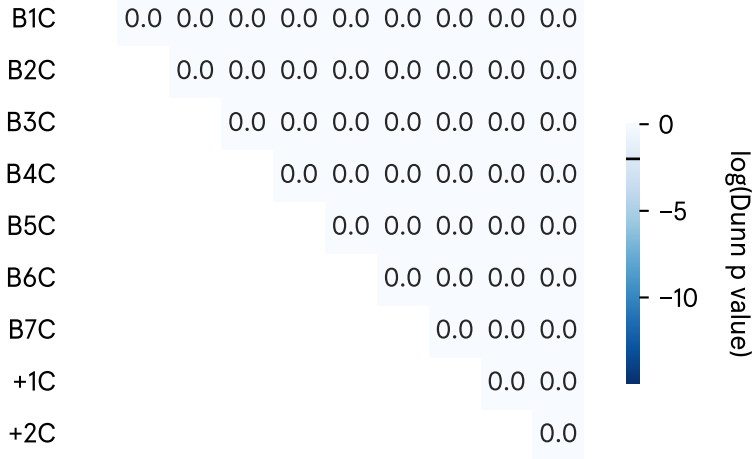 B1C 0.0 0.0 0.0 0.0 0.0 0.0 0.0 0.0 0.0
B2C 0.0 0.0 0.0 0.0 0.0 0.0 0.0 0.0
B3C 0.0 0.0 0.0 0.0 0.0 0.0 0.0
B4C 0.0 0.0 0.0 0.0 0.0 0.0
B5C 0.0 0.0 0.0 0.0 0.0
B6C 0.0 0.0 0.0 0.0
B7C 0.0 0.0 0.0
+1C 0.0 0.0
+2C 0.0
0
−5
−10
log(Dunn p value)